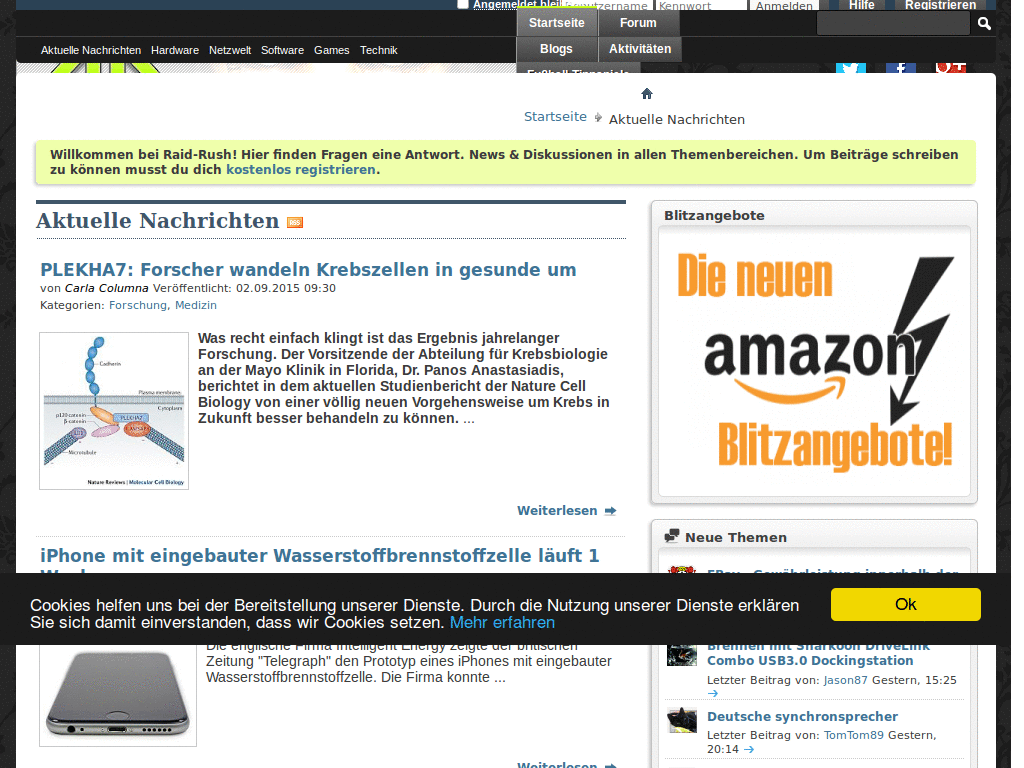 Angemeldet bleiben
Benutzername
Kennwort
Anmelden
Hilfe
Registrieren
Startseite
Forum
Blogs
Aktivitäten
Aktuelle Nachrichten
Hardware
Netzwelt
Software
Games
Technik
Startseite
Aktuelle Nachrichten
Willkommen bei Raid-Rush! Hier finden Fragen eine Antwort. News & Diskussionen in allen Themenbereichen. Um Beiträge schreiben
zu können musst du dich kostenlos registrieren.
Aktuelle Nachrichten RSS
PLEKHA7: Forscher wandeln Krebszellen in gesunde um
von Carla Columna Veröffentlicht: 02.09.2015 09:30
Kategorien: Forschung, Medizin
Cadherin
Plasma membrane
Cytoplasm
p120 catenin
β-catenin
PLEKHA7
Microtubule
Nature Reviews | Molecular Cell Biology
Was recht einfach klingt ist das Ergebnis jahrelanger
Forschung. Der Vorsitzende der Abteilung für Krebsbiologie
an der Mayo Klinik in Florida, Dr. Panos Anastasiadis,
berichtet in dem aktuellen Studienbericht der Nature Cell
Biology von einer völlig neuen Vorgehensweise um Krebs in
Zukunft besser behandeln zu können. ...
Weiterlesen
iPhone mit eingebauter Wasserstoffbrennstoffzelle läuft 1
Die englische Firma Intelligent Energy zeigte der britischen
Zeitung "Telegraph" den Prototyp eines iPhones mit eingebauter
Wasserstoffbrennstoffzelle. Die Firma konnte ...
Weiterlesen
Blitzangebote
Die neuen
amazon
Blitzangebote!
Neue Themen
EBay - Gewährleistung innerhalb der
Brennen mit Sharkoon DriveLink
Combo USB3.0 Dockingstation
Letzter Beitrag von: Jason87 Gestern, 15:25
Deutsche synchronsprecher
Letzter Beitrag von: TomTom89 Gestern,
20:14
Cookies helfen uns bei der Bereitstellung unserer Dienste. Durch die Nutzung unserer Dienste erklären
Sie sich damit einverstanden, dass wir Cookies setzen. Mehr erfahren
Ok